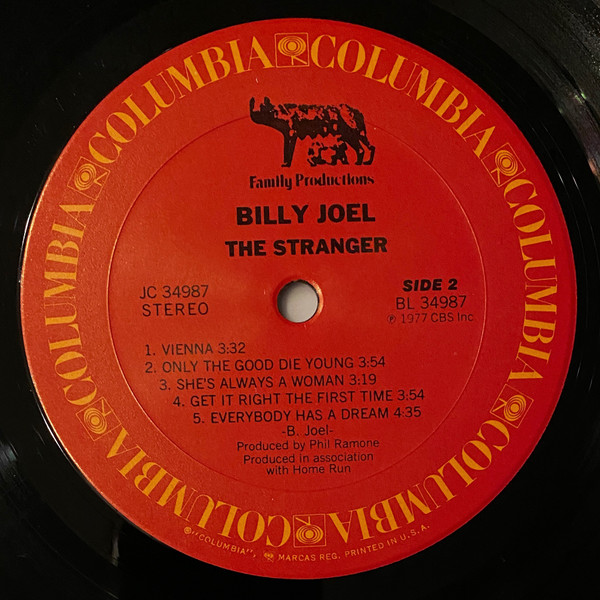 COLUMBIA COLUMBIA COLUMBIA COLUMBIA COLUMBIA COLUMBIA COLUMBIA
Family Productions
BILLY JOEL
THE STRANGER
JC 34987
STEREO
SIDE 2
BL 34987
℗ 1977 CBS Inc.
1. VIENNA 3:32
2. ONLY THE GOOD DIE YOUNG 3:54
3. SHE'S ALWAYS A WOMAN 3:19
4. GET IT RIGHT THE FIRST TIME 3:54
5. EVERYBODY HAS A DREAM 4:35
-B. Joel-
Produced by Phil Ramone
Produced in association
with Home Run
®"COLUMBIA", MARCAS REG. PRINTED IN U.S.A.